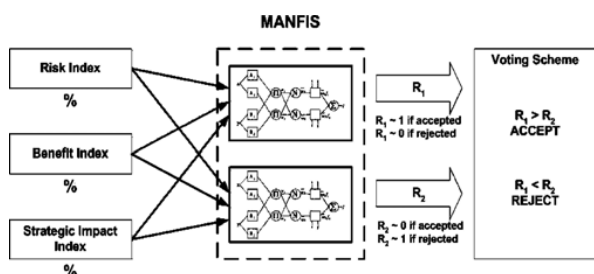 MANFIS
Risk Index
%
Benefit Index
%
Strategic Impact
Index
%
R1
R1 ~ 1 if accepted
R1 ~ 0 if rejected
R2
R2 ~ 0 if accepted
R2 ~ 1 if rejected
Voting Scheme
R1 > R2
ACCEPT
R1 < R2
REJECT